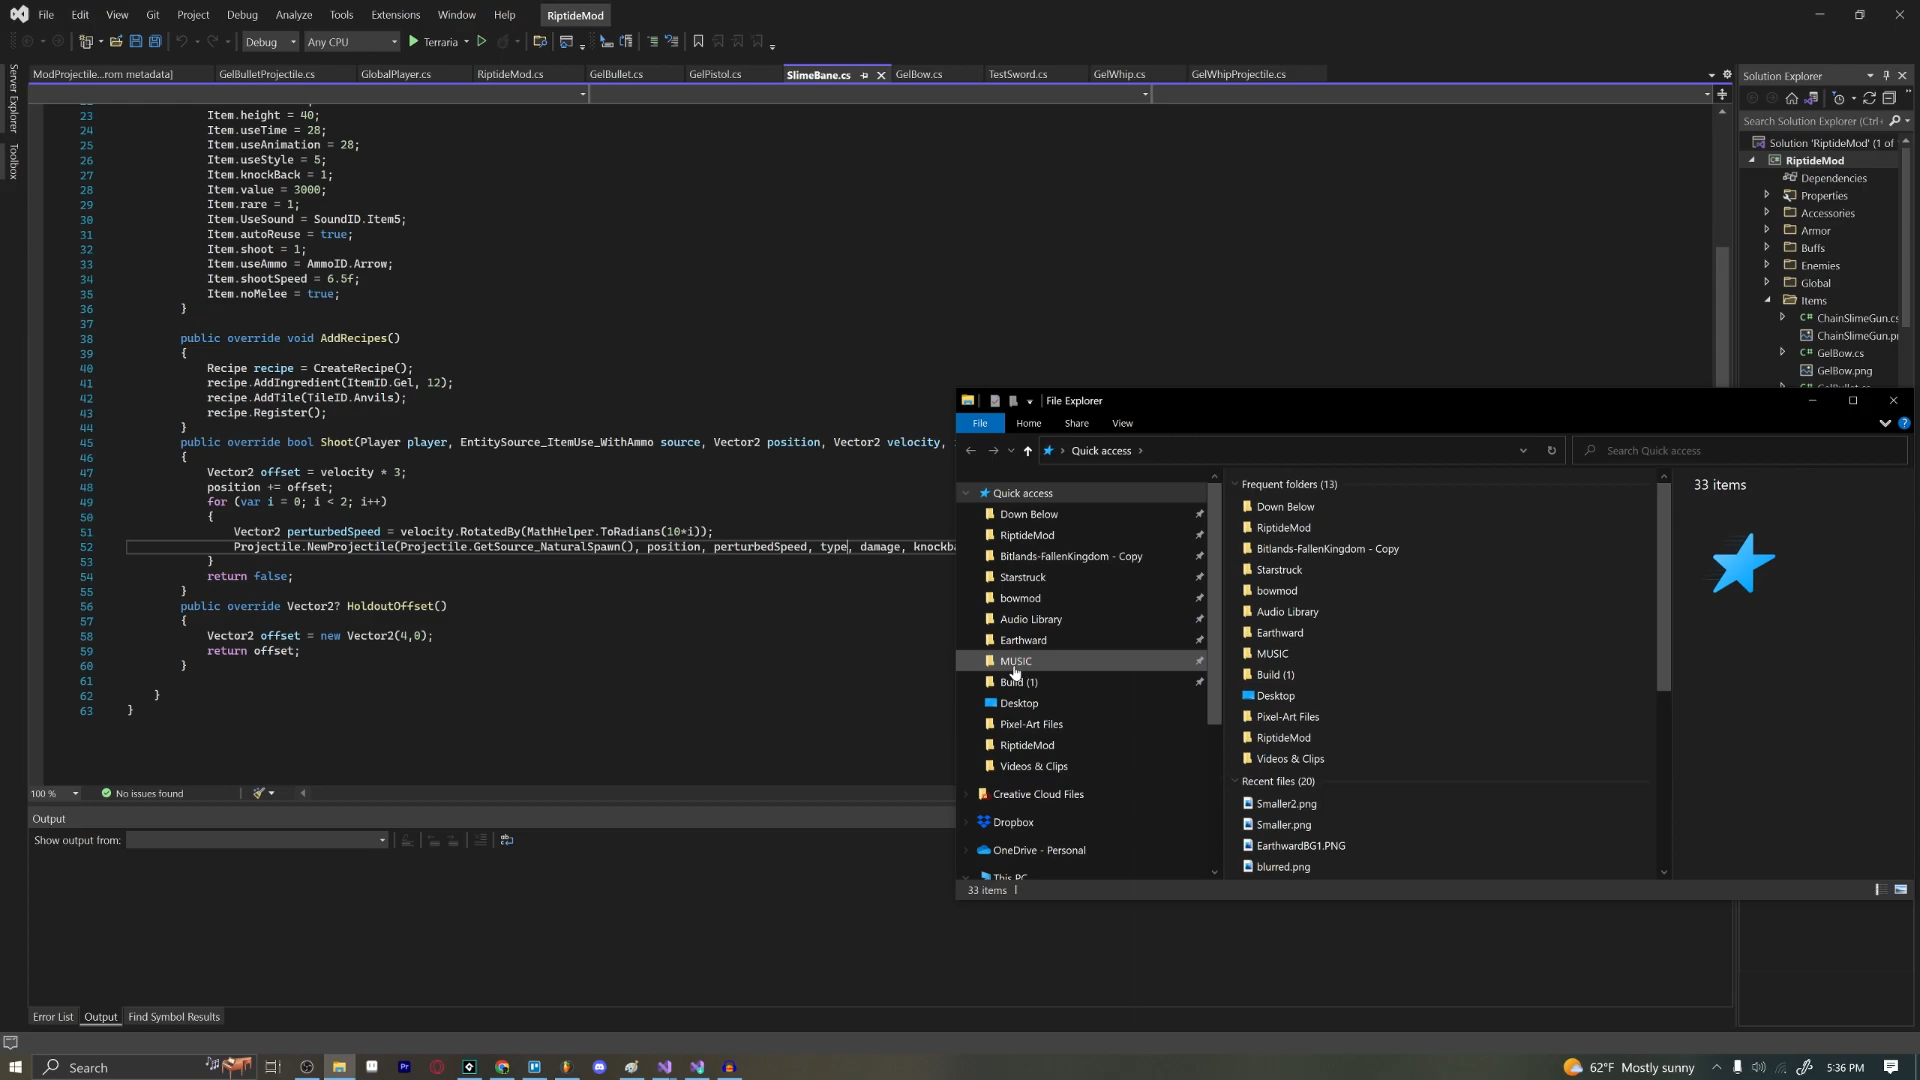 File Edit View Git Project Debug Analyze Tools Extensions Window Help RiptideMod
Debug Any CPU Terraria
ModProjectile...rom metadata] GelBulletProjectile.cs GlobalPlayer.cs RiptideMod.cs GelBullet.cs GelPistol.cs SlimeBane.cs GelBow.cs TestSword.cs GelWhip.cs GelWhipProjectile.cs
Server Explorer
Toolbox
23 Item.height = 40;
24 Item.useTime = 28;
25 Item.useAnimation = 28;
26 Item.useStyle = 5;
27 Item.knockBack = 1;
28 Item.value = 3000;
29 Item.rare = 1;
30 Item.UseSound = SoundID.Item5;
31 Item.autoReuse = true;
32 Item.shoot = 1;
33 Item.useAmmo = AmmoID.Arrow;
34 Item.shootSpeed = 6.5f;
35 Item.noMelee = true;
36 }
37
38 public override void AddRecipes()
39 {
40 Recipe recipe = CreateRecipe();
41 recipe.AddIngredient(ItemID.Gel, 12);
42 recipe.AddTile(TileID.Anvils);
43 recipe.Register();
44 }
45 public override bool Shoot(Player player, EntitySource_ItemUse_WithAmmo source, Vector2 position, Vector2 velocity,
46 {
47 Vector2 offset = velocity * 3;
48 position += offset;
49 for (var i = 0; i < 2; i++)
50 {
51 Vector2 perturbedSpeed = velocity.RotatedBy(MathHelper.ToRadians(10*i));
52 Projectile.NewProjectile(Projectile.GetSource_NaturalSpawn(), position, perturbedSpeed, type, damage, knockba
53 }
54 return false;
55 }
56 public override Vector2? HoldoutOffset()
57 {
58 Vector2 offset = new Vector2(4,0);
59 return offset;
60 }
61
62 }
63 }
100 % No issues found
Output
Show output from:
Error List Output Find Symbol Results
Solution Explorer
Search Solution Explorer (Ctrl+
Solution 'RiptideMod' (1 of
RiptideMod
Dependencies
Properties
Accessories
Armor
Buffs
Enemies
Global
Items
C# ChainSlimeGun.cs
ChainSlimeGun.pn
C# GelBow.cs
GelBow.png
File Explorer
File Home Share View
Quick access Search Quick access
Quick access
Down Below
RiptideMod
Bitlands-FallenKingdom - Copy
Starstruck
bowmod
Audio Library
Earthward
MUSIC
Build (1)
Desktop
Pixel-Art Files
RiptideMod
Videos & Clips
Creative Cloud Files
Dropbox
OneDrive - Personal
This PC
Frequent folders (13)
Down Below
RiptideMod
Bitlands-FallenKingdom - Copy
Starstruck
bowmod
Audio Library
Earthward
MUSIC
Build (1)
Desktop
Pixel-Art Files
RiptideMod
Videos & Clips
Recent files (20)
Smaller2.png
Smaller.png
EarthwardBG1.PNG
blurred.png
33 items
33 items
Search
Pr
62°F Mostly sunny 5:36 PM